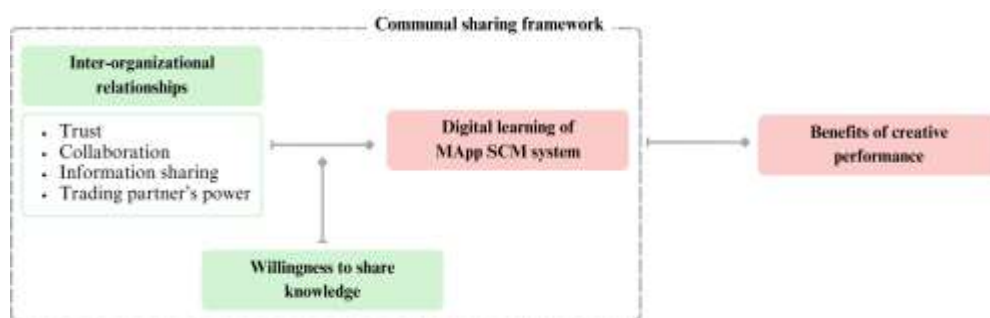 Communal sharing framework
Inter-organizational
relationships
• Trust
• Collaboration
• Information sharing
• Trading partner's power
Digital learning of
MApp SCM system
Benefits of creative
performance
Willingness to share
knowledge